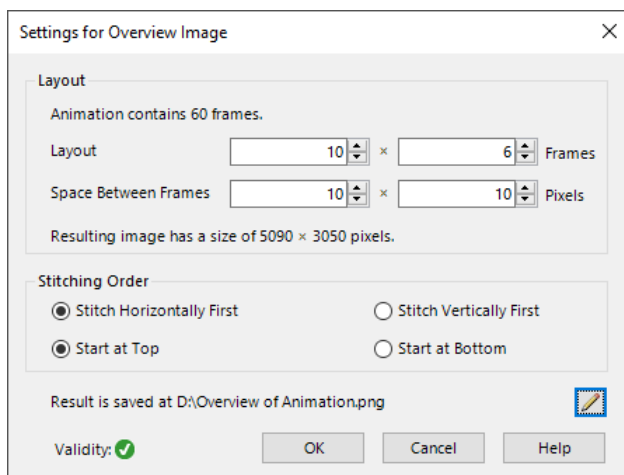 Settings for Overview Image
Layout
Animation contains 60 frames.
Layout 10 × 6 Frames
Space Between Frames 10 × 10 Pixels
Resulting image has a size of 5090 × 3050 pixels.
Stitching Order
Stitch Horizontally First Stitch Vertically First
Start at Top Start at Bottom
Result is saved at D:\Overview of Animation.png
Validity: OK Cancel Help